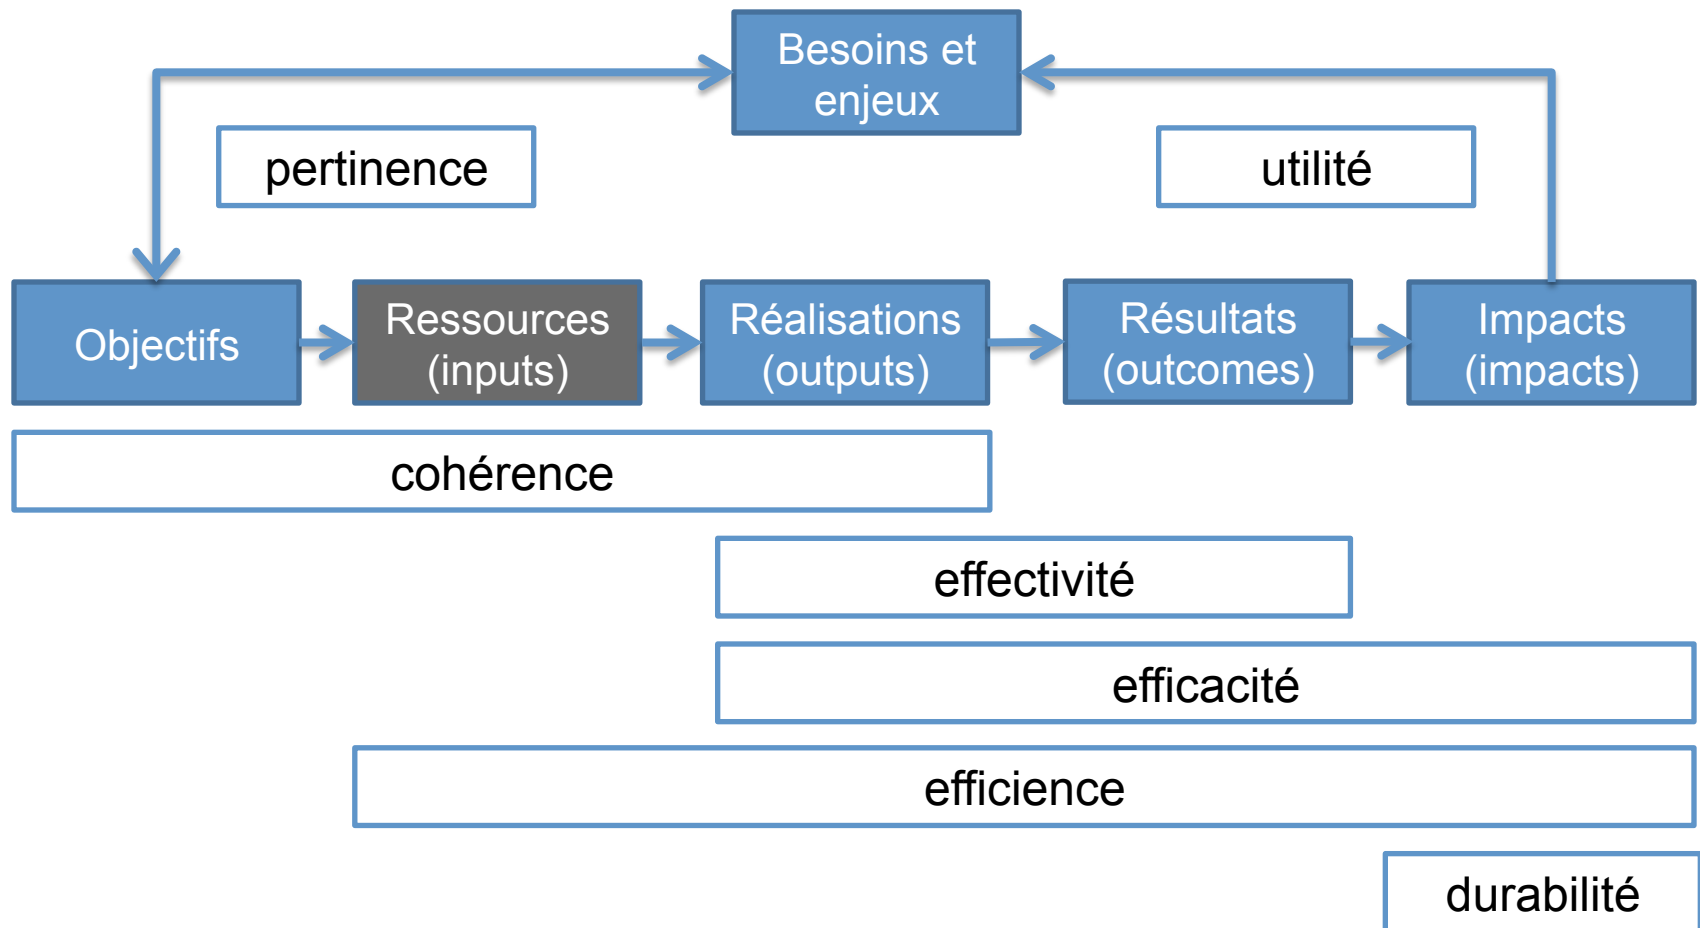 Besoins et
enjeux
pertinence
utilité
Objectifs
Ressources
(inputs)
Réalisations
(outputs)
Résultats
(outcomes)
Impacts
(impacts)
cohérence
effectivité
efficacité
efficience
durabilité